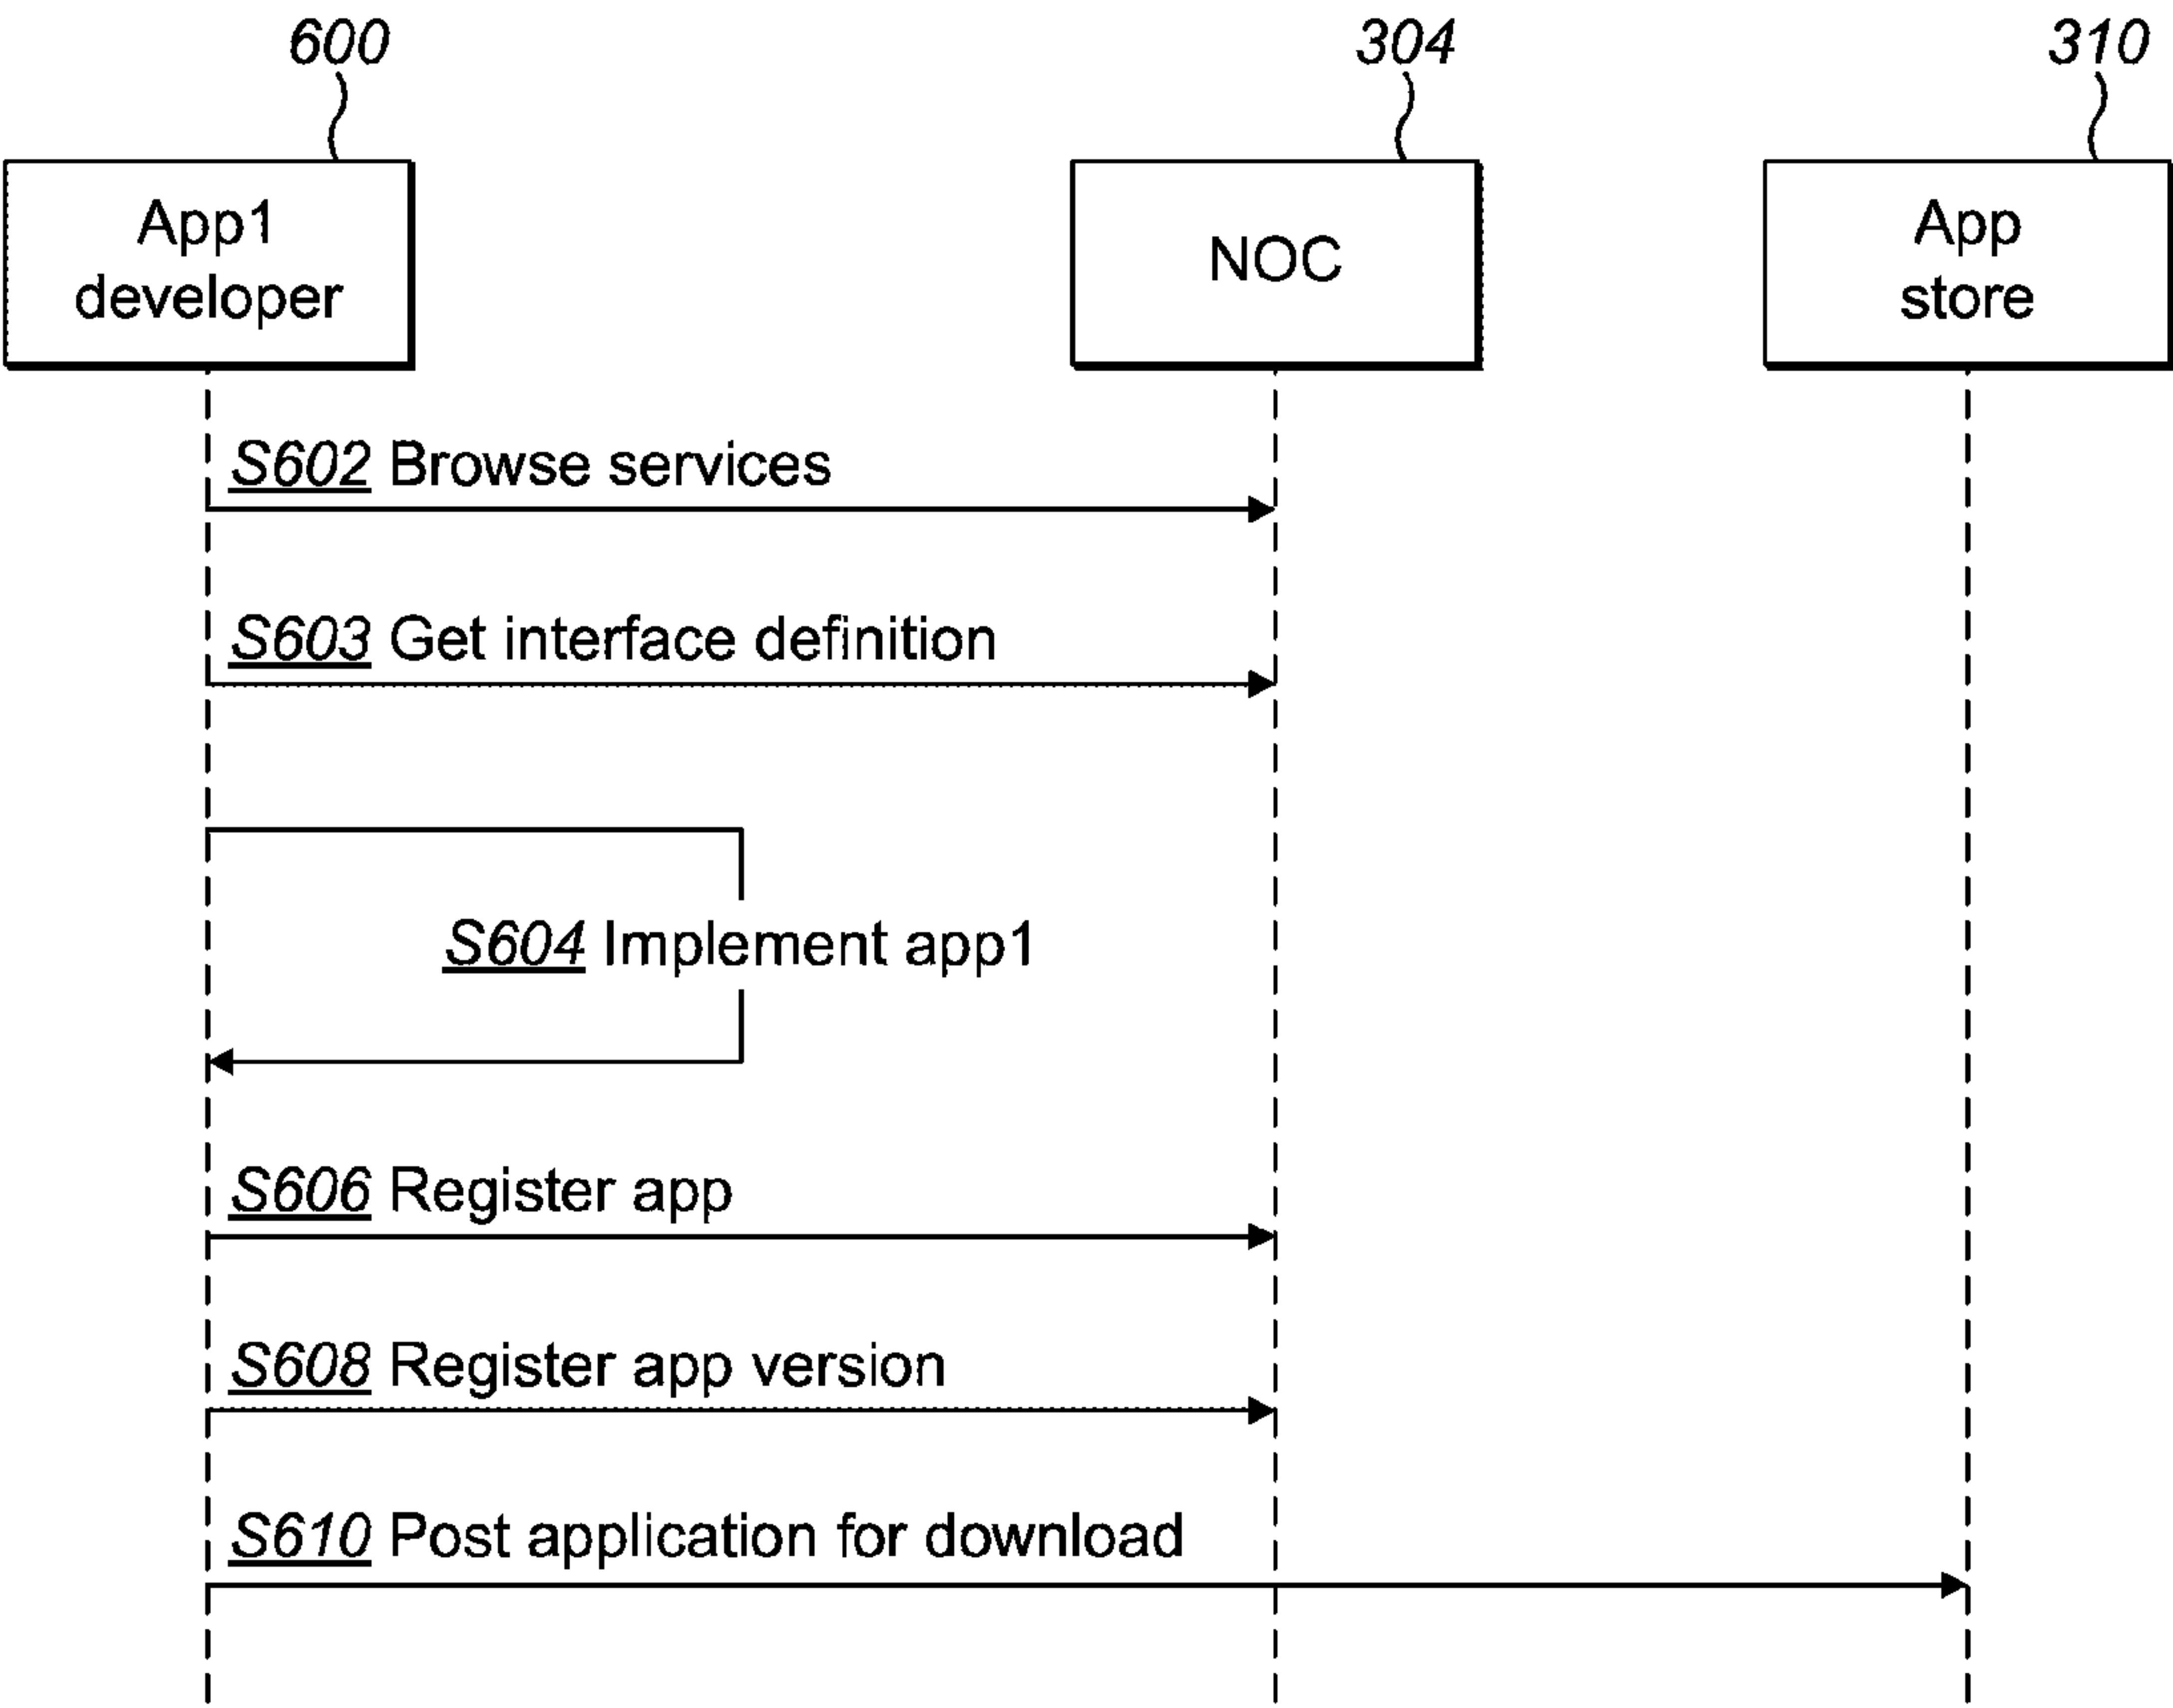 600
304
310
App1
developer
NOC
App
store
S602 Browse services
S603 Get interface definition
S604 Implement app1
S606 Register app
S608 Register app version
S610 Post application for download